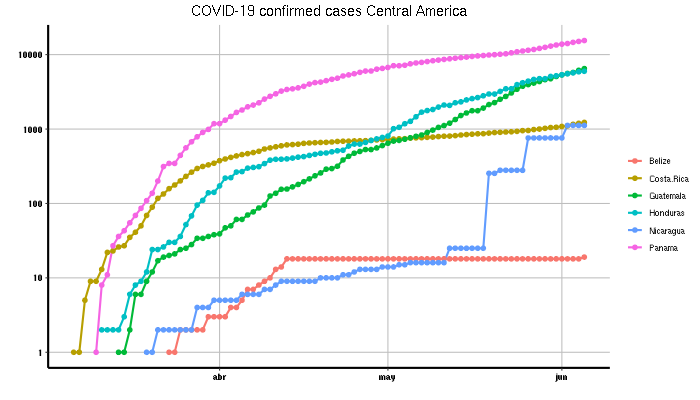 COVID-19 confirmed cases Central America
10000
1000
100
10
1
abr
may
jun
Belize
Costa.Rica
Guatemala
Honduras
Nicaragua
Panama